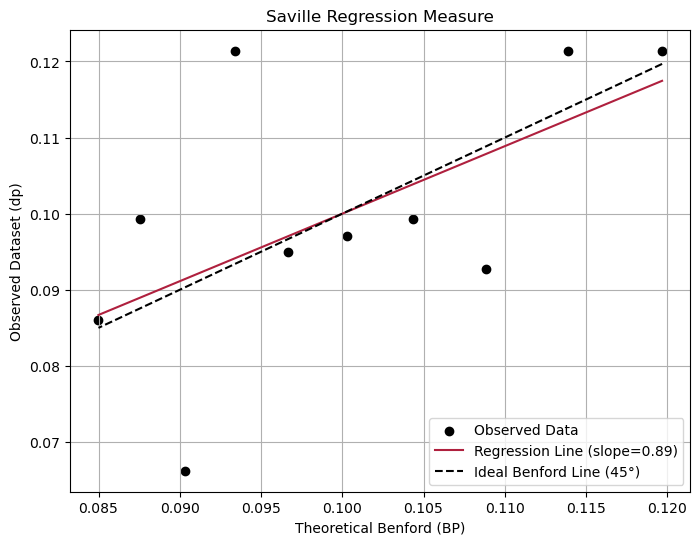 Saville Regression Measure
0.12
0.11
0.10
0.09
0.08
0.07
Observed Dataset (dp)
0.085 0.090 0.095 0.100 0.105 0.110 0.115 0.120
Theoretical Benford (BP)
Observed Data
Regression Line (slope=0.89)
Ideal Benford Line (45°)